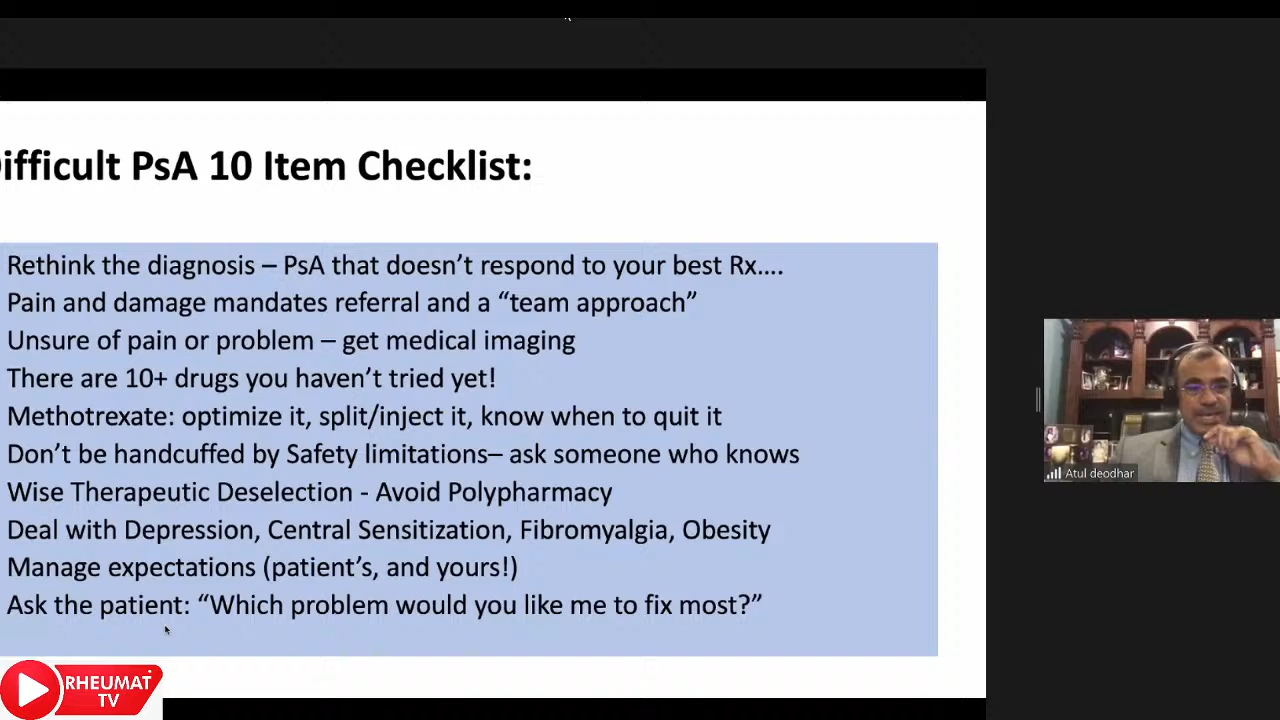 ifficult PsA 10 Item Checklist:
Rethink the diagnosis – PsA that doesn't respond to your best Rx....
Pain and damage mandates referral and a “team approach”
Unsure of pain or problem – get medical imaging
There are 10+ drugs you haven't tried yet!
Methotrexate: optimize it, split/inject it, know when to quit it
Don't be handcuffed by Safety limitations– ask someone who knows
Wise Therapeutic Deselection - Avoid Polypharmacy
Deal with Depression, Central Sensitization, Fibromyalgia, Obesity
Manage expectations (patient's, and yours!)
Ask the patient: “Which problem would you like me to fix most?”
Atul deodhar
RHEUMAT
TV